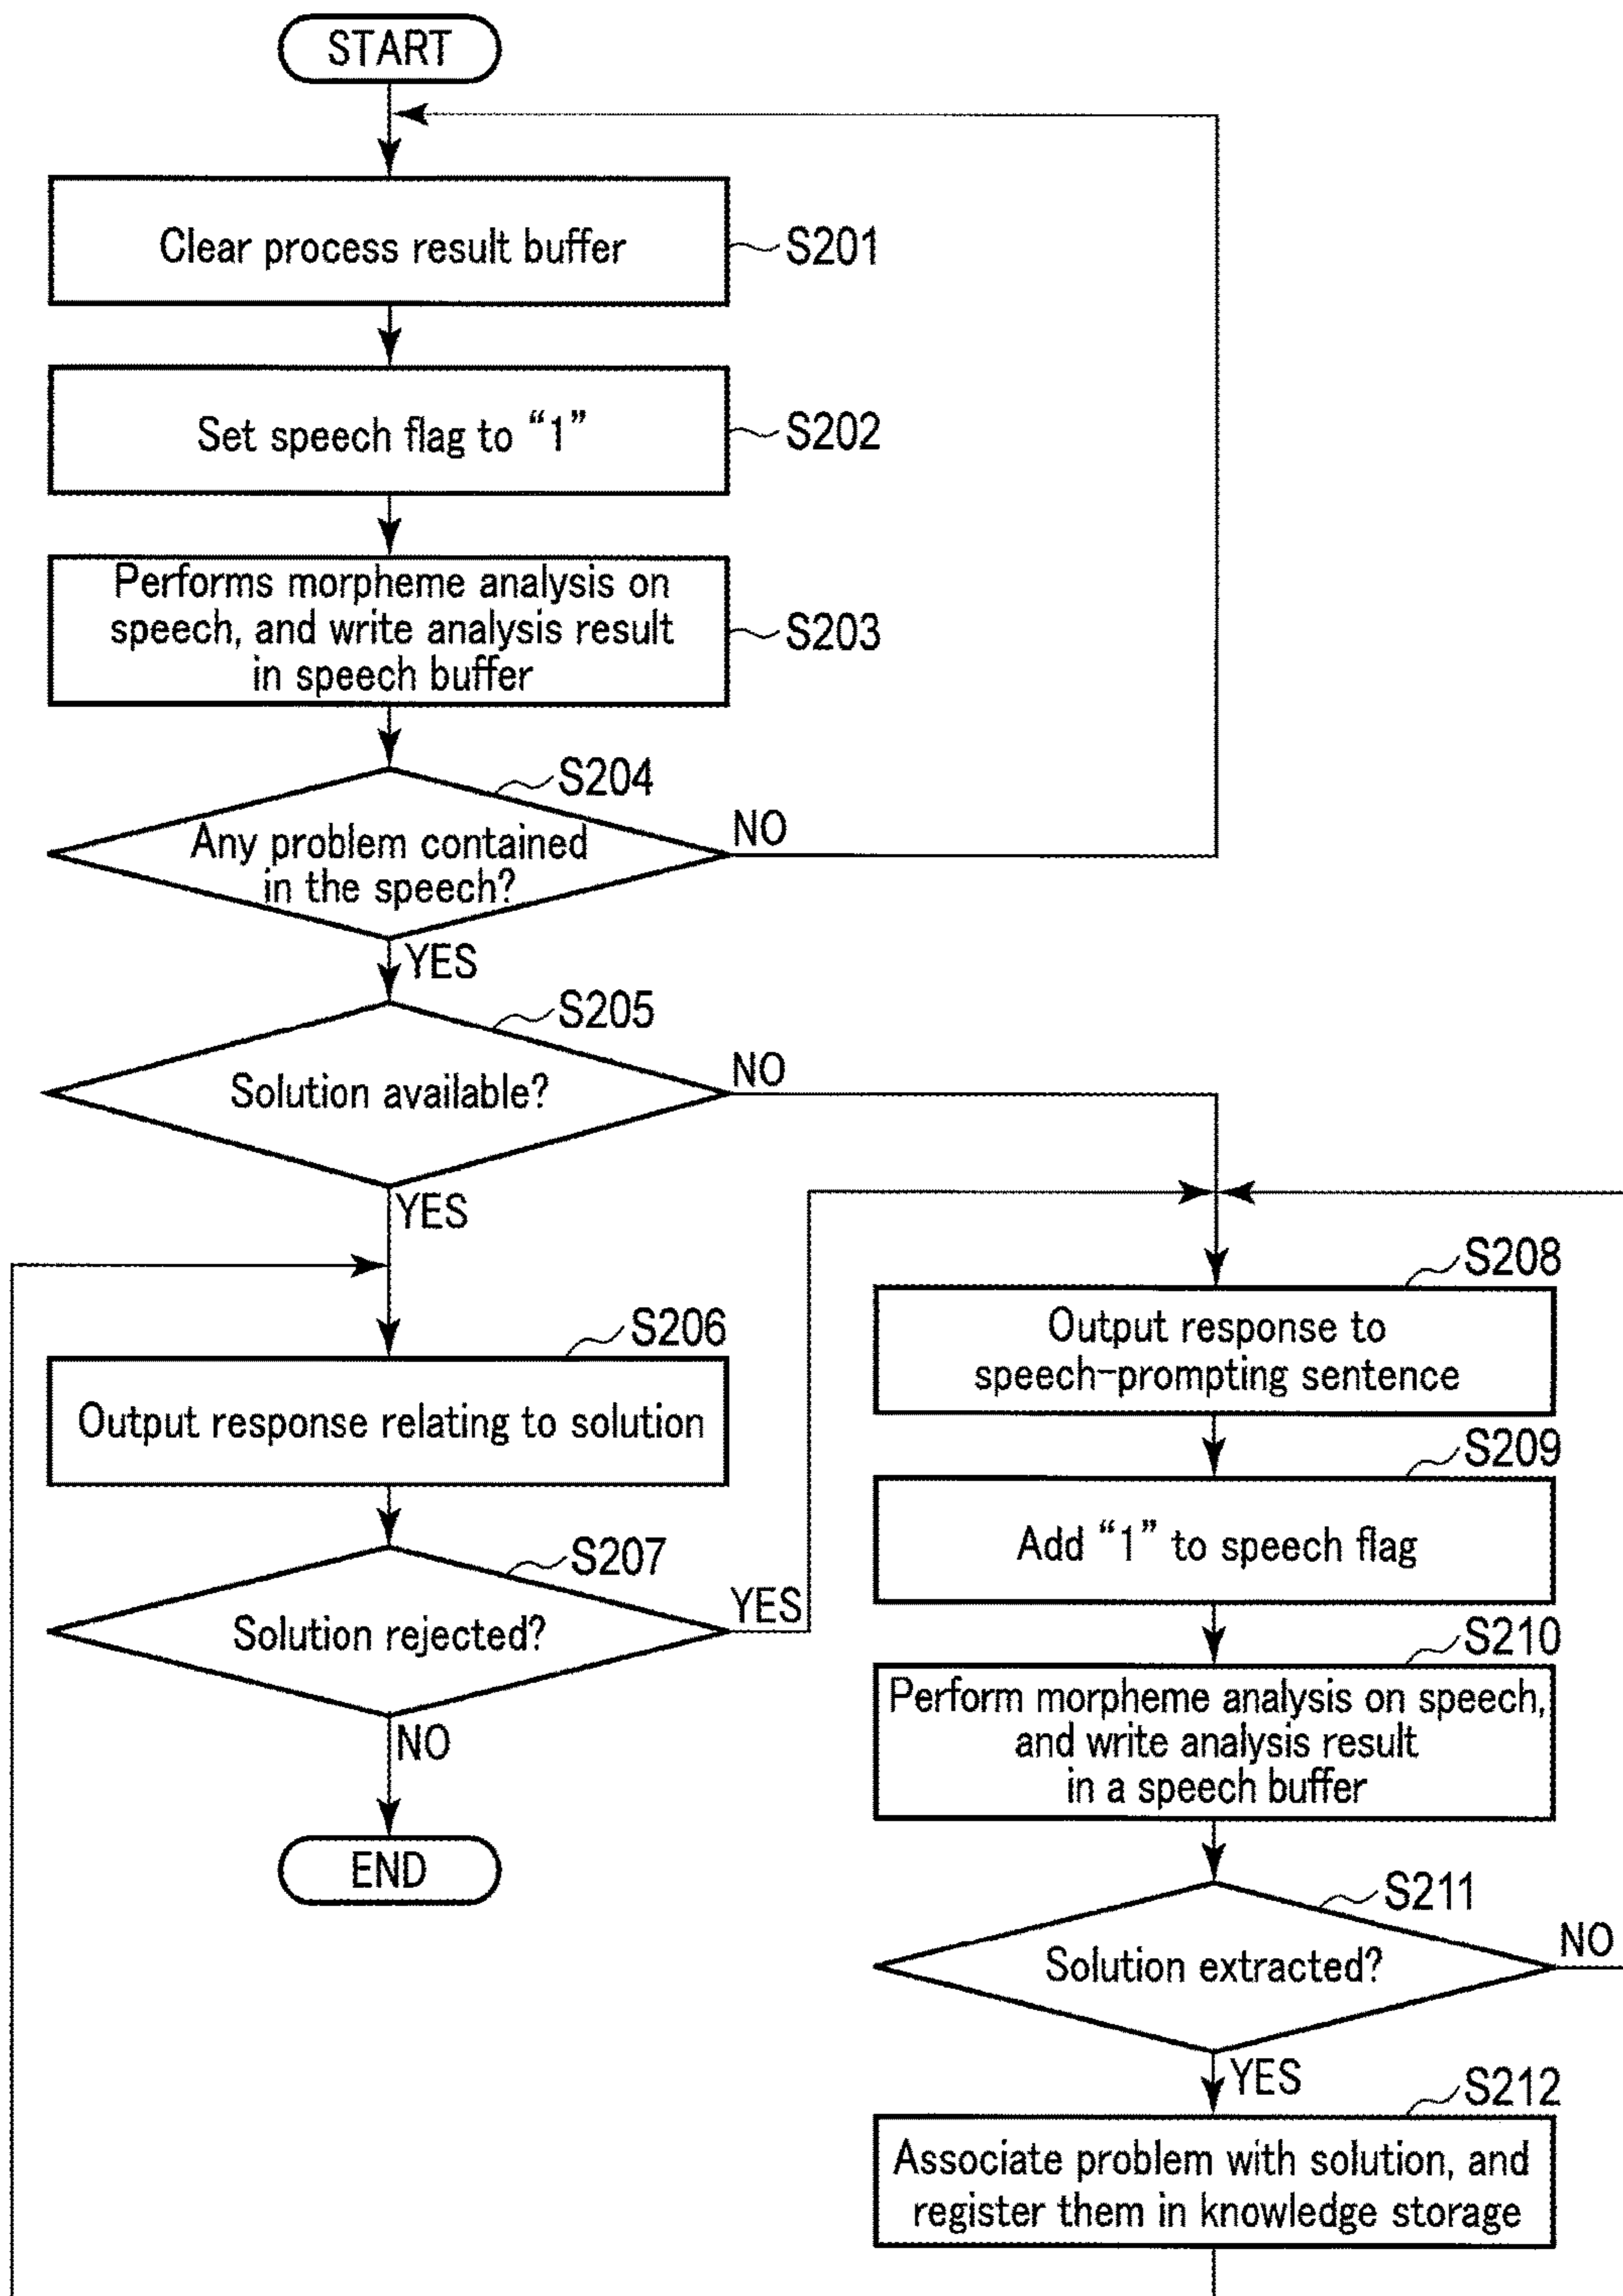 START
Clear process result buffer
S201
Set speech flag to “1”
S202
Performs morpheme analysis on
speech, and write analysis result
in speech buffer
S203
S204
Any problem contained
in the speech?
NO
YES
S205
Solution available?
NO
YES
S206
Output response relating to solution
S207
Solution rejected?
YES
NO
END
S208
Output response to
speech-prompting sentence
S209
Add “1” to speech flag
S210
Perform morpheme analysis on speech,
and write analysis result
in a speech buffer
S211
Solution extracted?
NO
YES
S212
Associate problem with solution, and
register them in knowledge storage